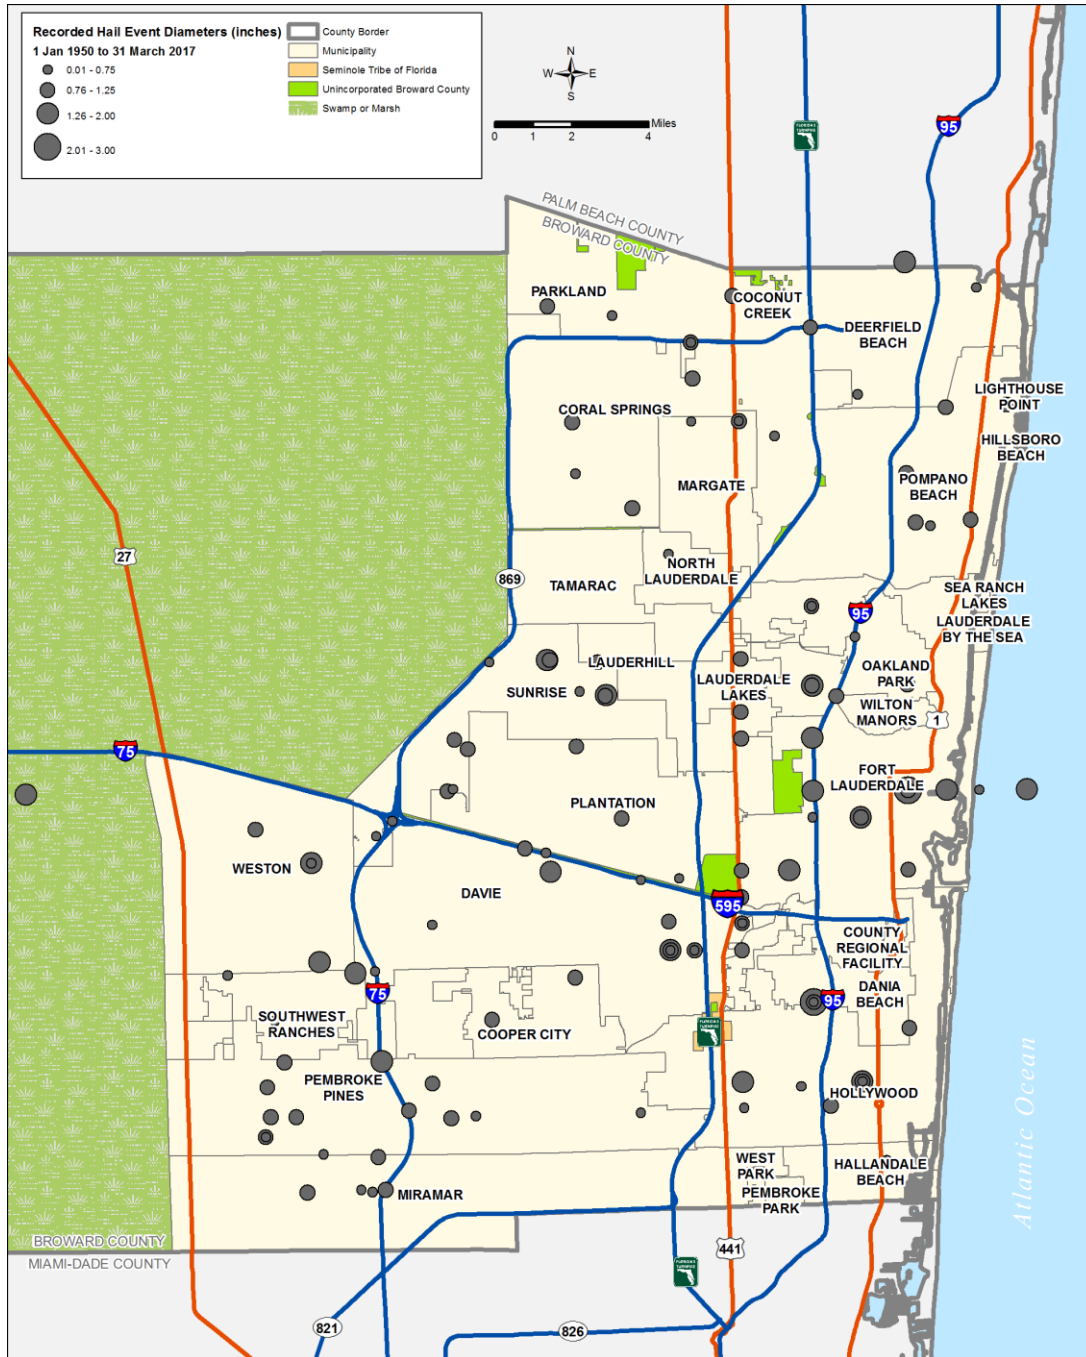 Recorded Hail Event Diameters (inches)
1 Jan 1950 to 31 March 2017
0.01 - 0.75
0.76 - 1.25
1.26 - 2.00
2.01 - 3.00
County Border
Municipality
Seminole Tribe of Florida
Unincorporated Broward County
Swamp or Marsh
N
W E
S
Miles
0 1 2 4
95
PALM BEACH COUNTY
BROWARD COUNTY
PARKLAND
COCONUT
CREEK
DEERFIELD
BEACH
LIGHTHOUSE
POINT
CORAL SPRINGS
HILLSBORO
BEACH
MARGATE
POMPANO
BEACH
27
869
TAMARAC
NORTH
LAUDERDALE
SEA RANCH
LAKES
LAUDERDALE
BY THE SEA
95
LAUDERHILL
SUNRISE
LAUDERDALE
LAKES
OAKLAND
PARK
WILTON
MANORS
1
75
FORT
LAUDERDALE
PLANTATION
WESTON
DAVIE
595
COUNTY
REGIONAL
FACILITY
75
95
DANIA
BEACH
SOUTHWEST
RANCHES
COOPER CITY
PEMBROKE
PINES
HOLLYWOOD
Atlantic Ocean
WEST
PARK
PEMBROKE
PARK
HALLANDALE
BEACH
MIRAMAR
BROWARD COUNTY
MIAMI-DADE COUNTY
441
821
826